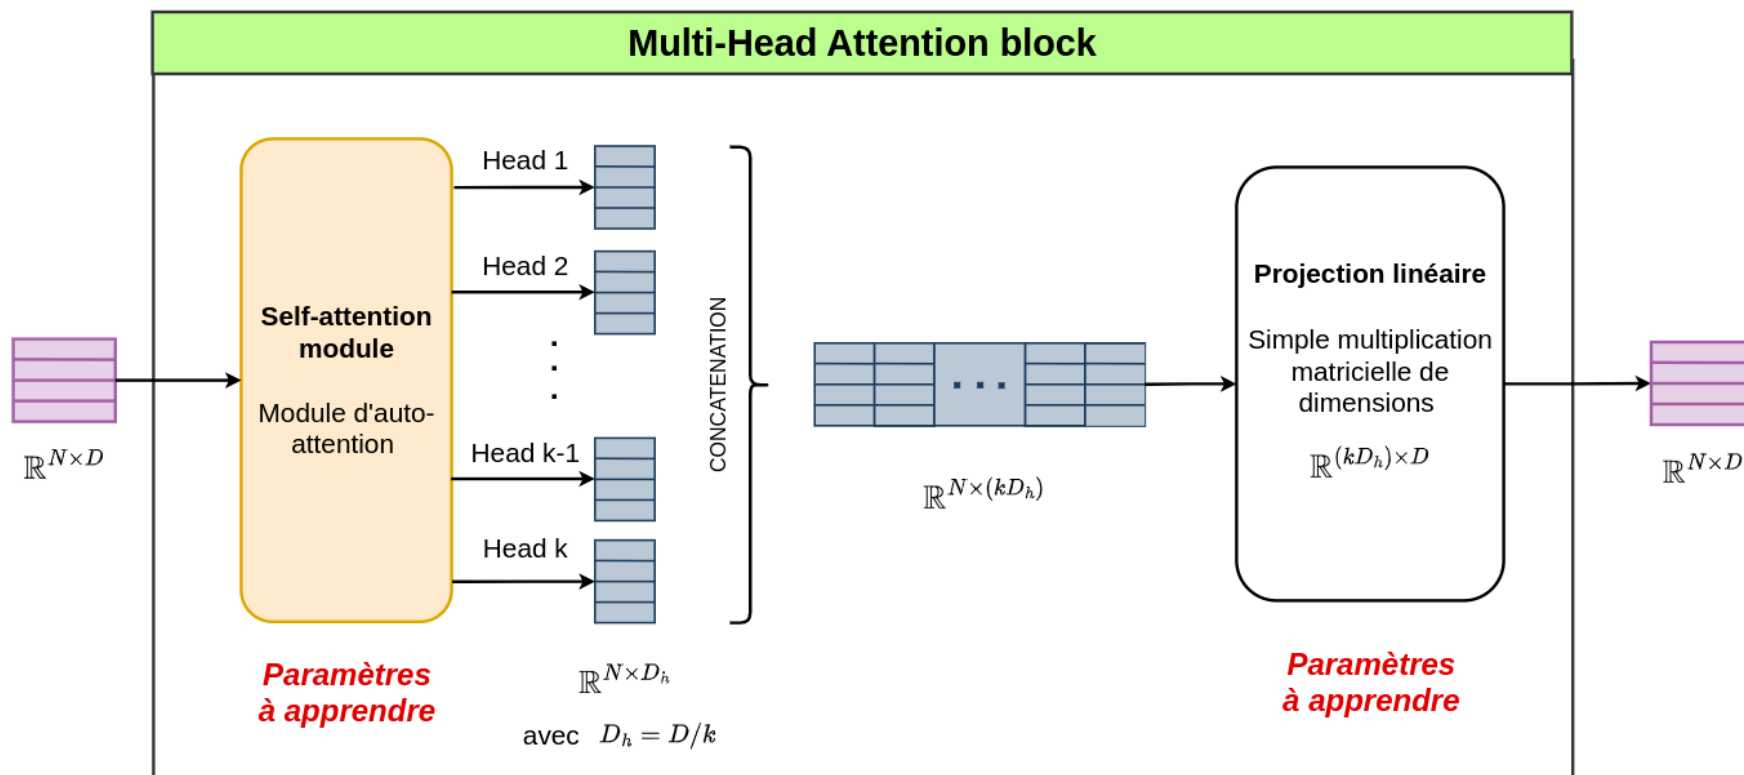 Multi-Head Attention block
Head 1
Head 2
Self-attention
module
Module d'auto-
attention
Head k-1
Head k
CONCATENATION
Projection linéaire
Simple multiplication
matricielle de
dimensions
ℝ^{(kD_h)×D}
ℝ^{N×D}
ℝ^{N×(kD_h)}
ℝ^{N×D}
Paramètres
à apprendre
ℝ^{N×D_h}
avec D_h = D/k
Paramètres
à apprendre